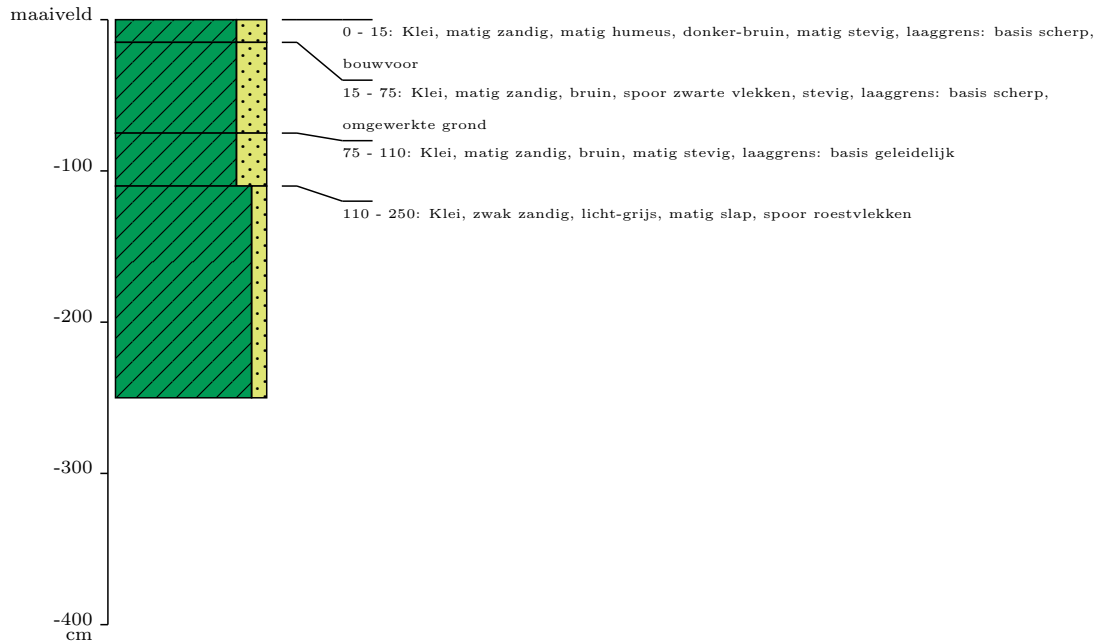 maaiveld
0 - 15: Klei, matig zandig, matig humeus, donker-bruin, matig stevig, laaggrens: basis scherp,
bouwvoor
15 - 75: Klei, matig zandig, bruin, spoor zwarte vlekken, stevig, laaggrens: basis scherp,
omgewerkte grond
75 - 110: Klei, matig zandig, bruin, matig stevig, laaggrens: basis geleidelijk
-100
110 - 250: Klei, zwak zandig, licht-grijs, matig slap, spoor roestvlekken
-200
-300
-400
cm